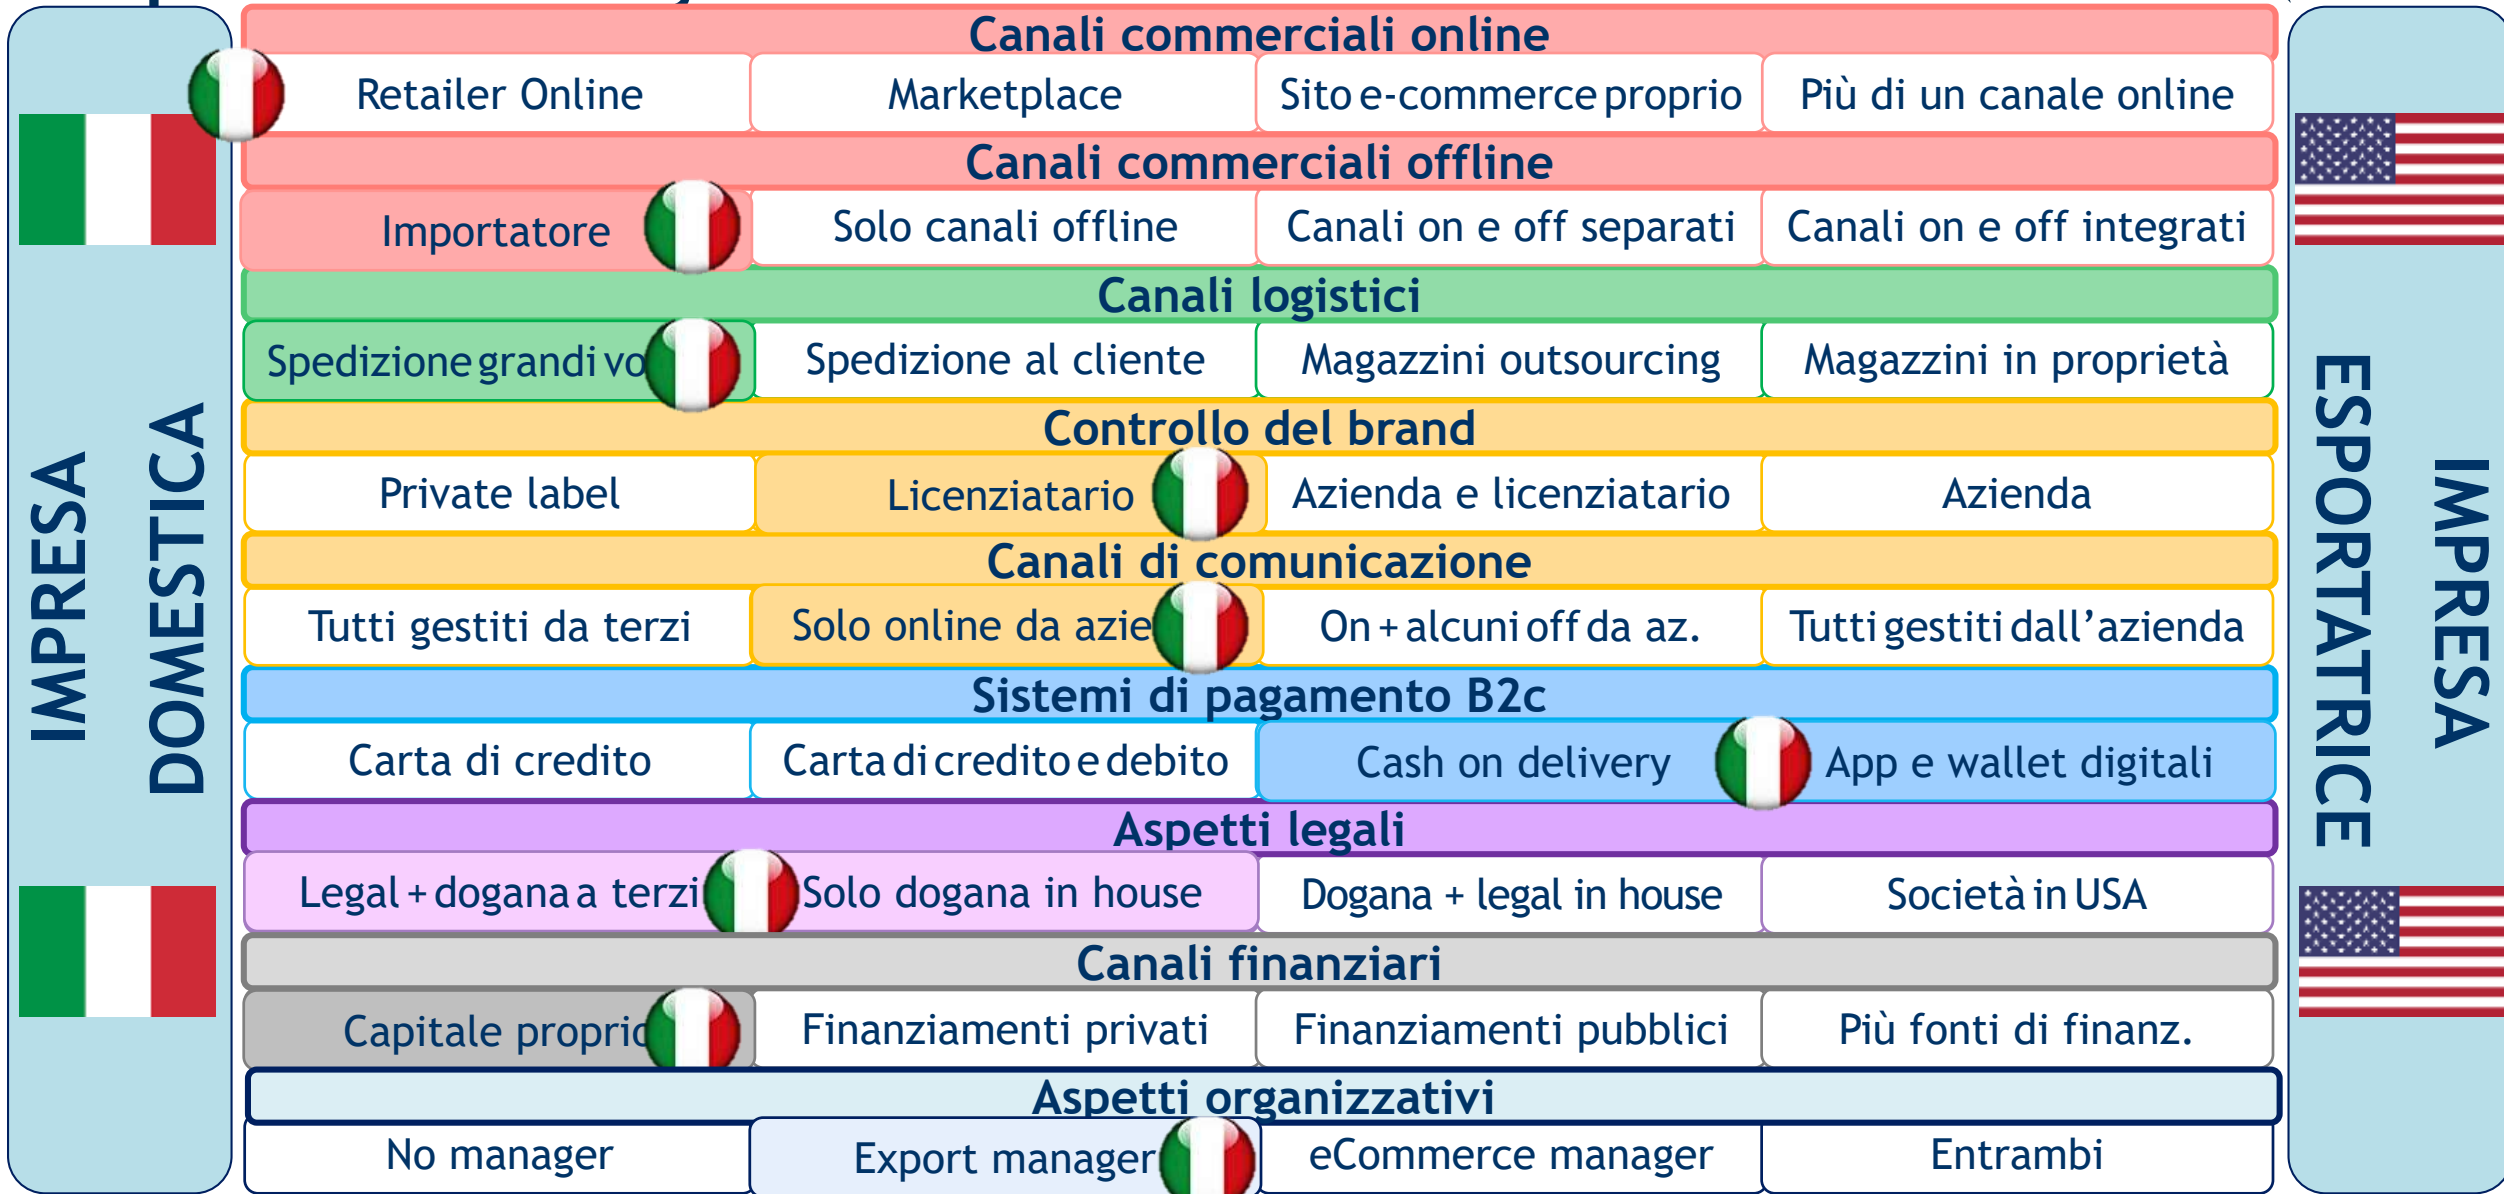 Canali commerciali online
Retailer Online
Marketplace
Sito e-commerce proprio
Più di un canale online
Canali commerciali offline
Importatore
Solo canali offline
Canali on e off separati
Canali on e off integrati
Canali logistici
Spedizione grandi vo
Spedizione al cliente
Magazzini outsourcing
Magazzini in proprietà
Controllo del brand
Private label
Licenziatario
Azienda e licenziatario
Azienda
Canali di comunicazione
Tutti gestiti da terzi
Solo online da azie
On + alcuni off da az.
Tutti gestiti dall’azienda
Sistemi di pagamento B2c
Carta di credito
Carta di credito e debito
Cash on delivery
App e wallet digitali
Aspetti legali
Legal + dogana a terzi
Solo dogana in house
Dogana + legal in house
Società in USA
Canali finanziari
Capitale proprio
Finanziamenti privati
Finanziamenti pubblici
Più fonti di finanz.
Aspetti organizzativi
No manager
Export manager
eCommerce manager
Entrambi
IMPRESA
DOMESTICA
IMPRESA
ESPORTATRICE